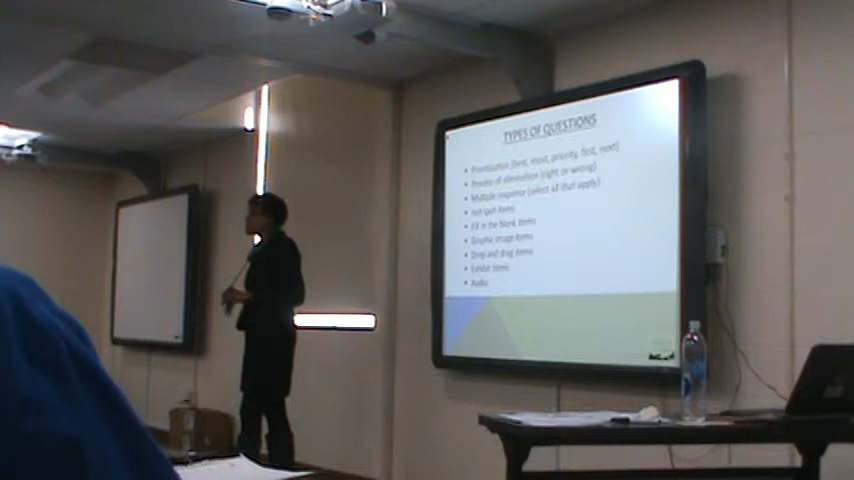 TYPES OF QUESTIONS
• Prioritization (best, most, priority, first, next)
• Process of elimination (right or wrong)
• Multiple response (select all that apply)
• Hot spot items
• Fill in the blank items
• Graphic image items
• Drop and drag items
• Exhibit items
• Audio